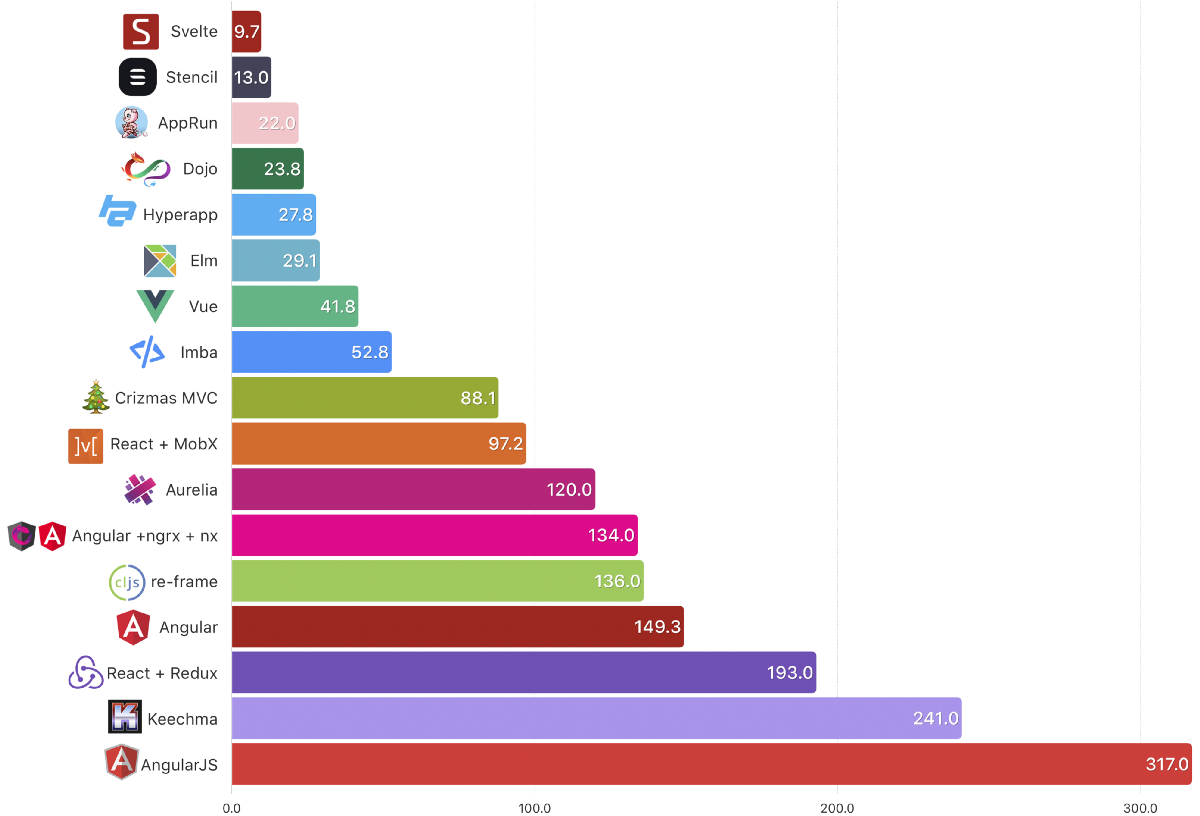 S Svelte 9.7
Stencil 13.0
AppRun 22.0
Dojo 23.8
Hyperapp 27.8
Elm 29.1
Vue 41.8
Imba 52.8
Crizmas MVC 88.1
]v[ React + MobX 97.2
Aurelia 120.0
C A Angular +ngrx + nx 134.0
cljs re-frame 136.0
A Angular 149.3
React + Redux 193.0
K Keechma 241.0
A AngularJS 317.0
0.0 100.0 200.0 300.0